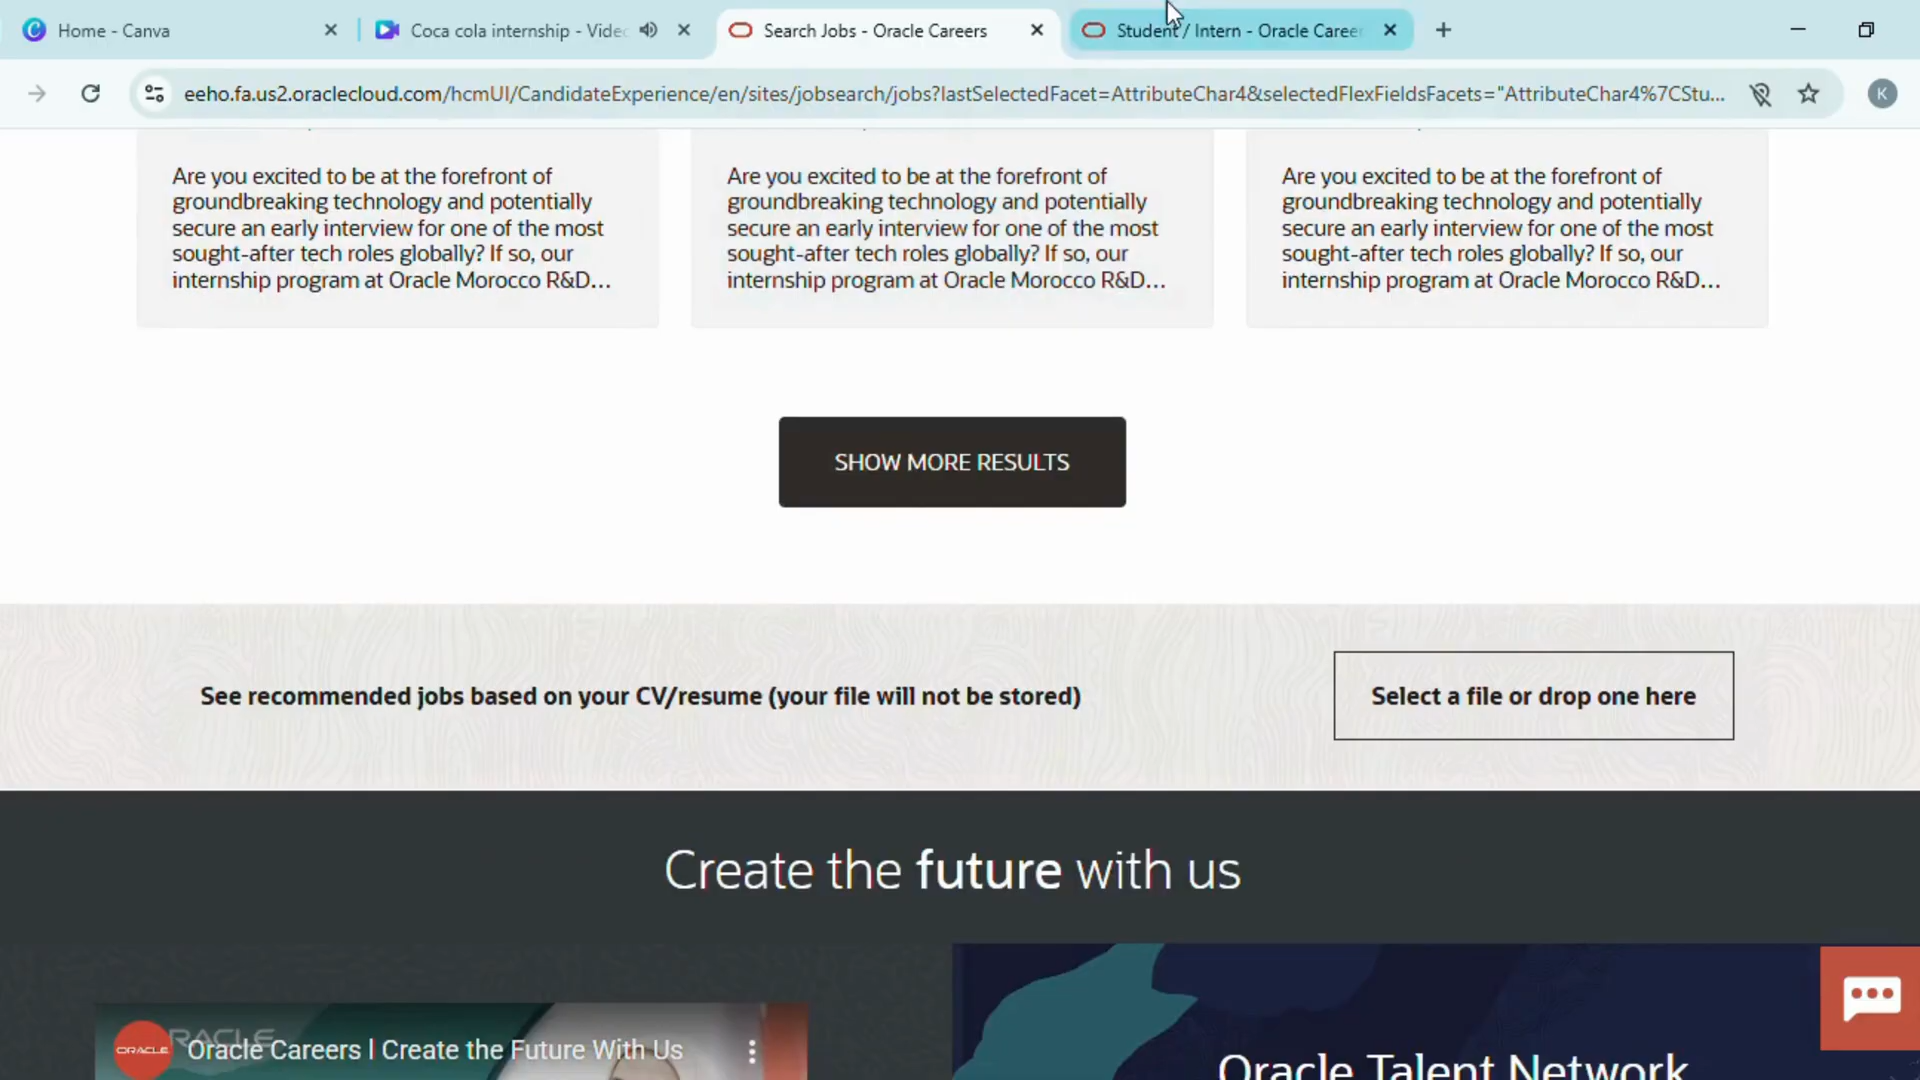 Home - Canva
Coca cola internship - Vide
Search Jobs - Oracle Careers
Student / Intern - Oracle Career
eeho.fa.us2.oraclecloud.com/hcmUI/CandidateExperience/en/sites/jobsearch/jobs?lastSelectedFacet=AttributeChar4&selectedFlexFieldsFacets="AttributeChar4%7CStu...
K
Are you excited to be at the forefront of
groundbreaking technology and potentially
secure an early interview for one of the most
sought-after tech roles globally? If so, our
internship program at Oracle Morocco R&D...
Are you excited to be at the forefront of
groundbreaking technology and potentially
secure an early interview for one of the most
sought-after tech roles globally? If so, our
internship program at Oracle Morocco R&D...
Are you excited to be at the forefront of
groundbreaking technology and potentially
secure an early interview for one of the most
sought-after tech roles globally? If so, our
internship program at Oracle Morocco R&D...
SHOW MORE RESULTS
See recommended jobs based on your CV/resume (your file will not be stored)
Select a file or drop one here
Create the future with us
ORACLE
ORACLE
Oracle Careers | Create the Future With Us
Oracle Talent Network